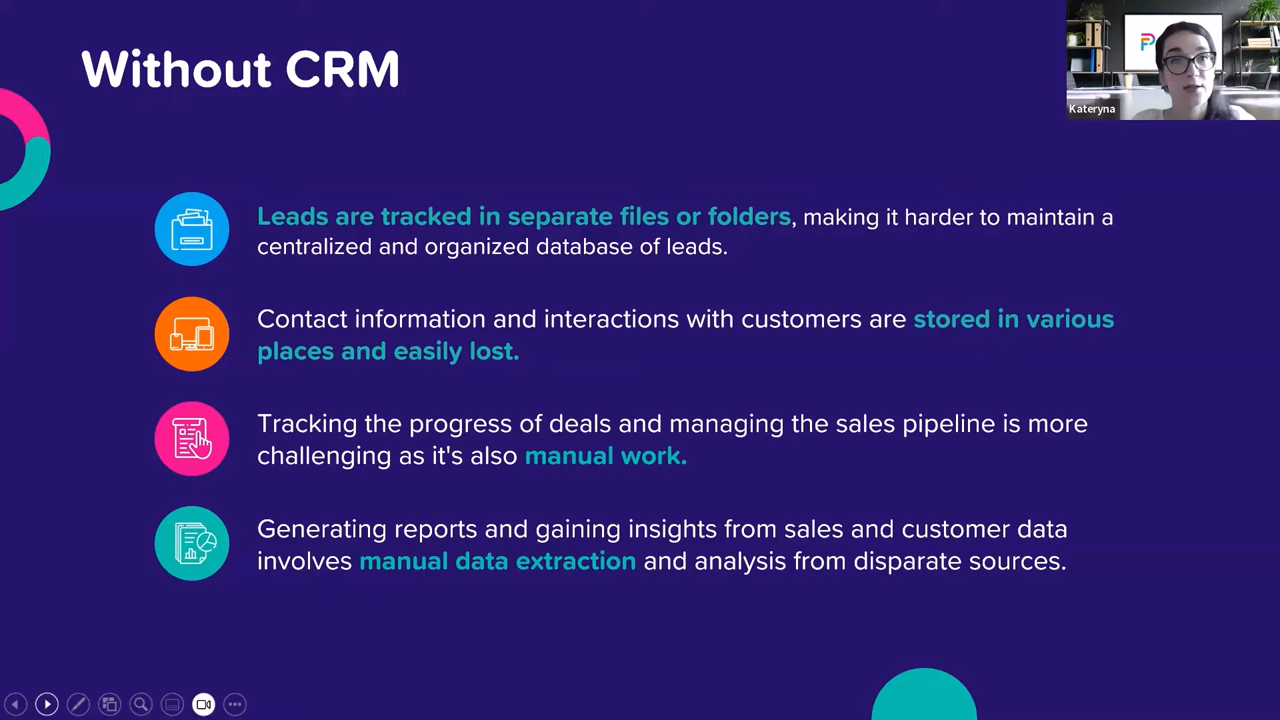 Without CRM
Kateryna
Leads are tracked in separate files or folders, making it harder to maintain a
centralized and organized database of leads.
Contact information and interactions with customers are stored in various
places and easily lost.
Tracking the progress of deals and managing the sales pipeline is more
challenging as it's also manual work.
Generating reports and gaining insights from sales and customer data
involves manual data extraction and analysis from disparate sources.